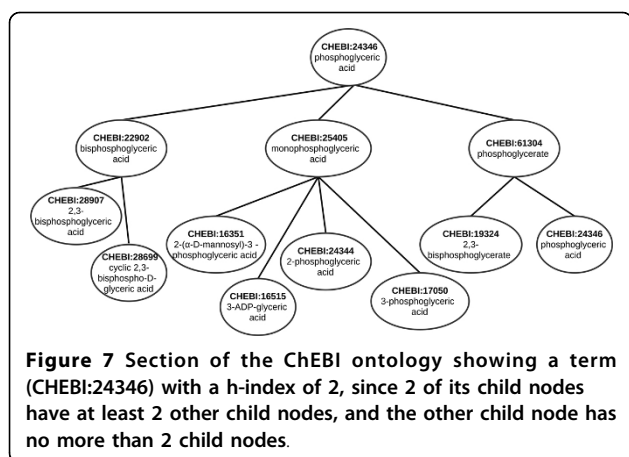 CHEBI:24346
phosphoglyceric
acid
CHEBI:22902
bisphoglyceric
acid
CHEBI:25405
monophoglyceric
acid
CHEBI:61304
phosphoglycerate
CHEBI:28907
2,3-
bisphoglyceric
acid
CHEBI:28699
cyclic 2,3-
bisphospho-D-
glyceric acid
CHEBI:16351
2-(α-D-mannosyl)-3 -
phosphoglyceric acid
CHEBI:16515
3-ADP-glyceric
acid
CHEBI:24344
2-phosphoglyceric
acid
CHEBI:17050
3-phosphoglyceric
acid
CHEBI:19324
2,3-
bisphosphoglycerate
CHEBI:24346
phosphoglyceric
acid
Figure 7 Section of the ChEBI ontology showing a term
(CHEBI:24346) with a h-index of 2, since 2 of its child nodes
have at least 2 other child nodes, and the other child node has
no more than 2 child nodes.